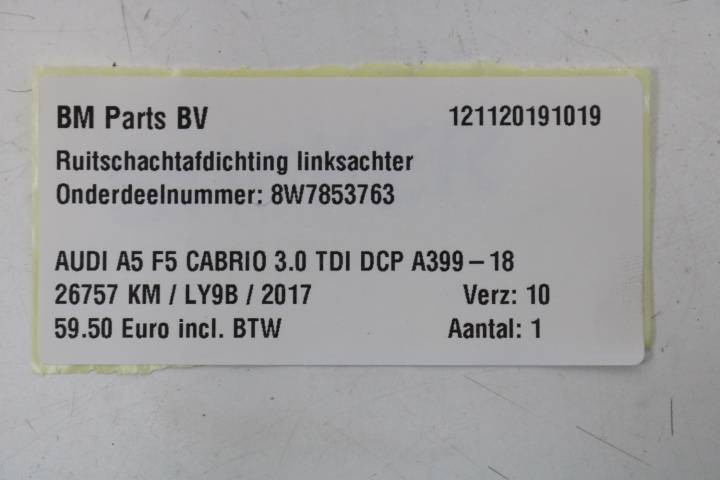 BM Parts BV 121120191019
Ruitschachtafdichting linksachter
Onderdeelnummer: 8W7853763
AUDI A5 F5 CABRIO 3.0 TDI DCP A399 – 18
26757 KM / LY9B / 2017 Verz: 10
59.50 Euro incl. BTW Aantal: 1